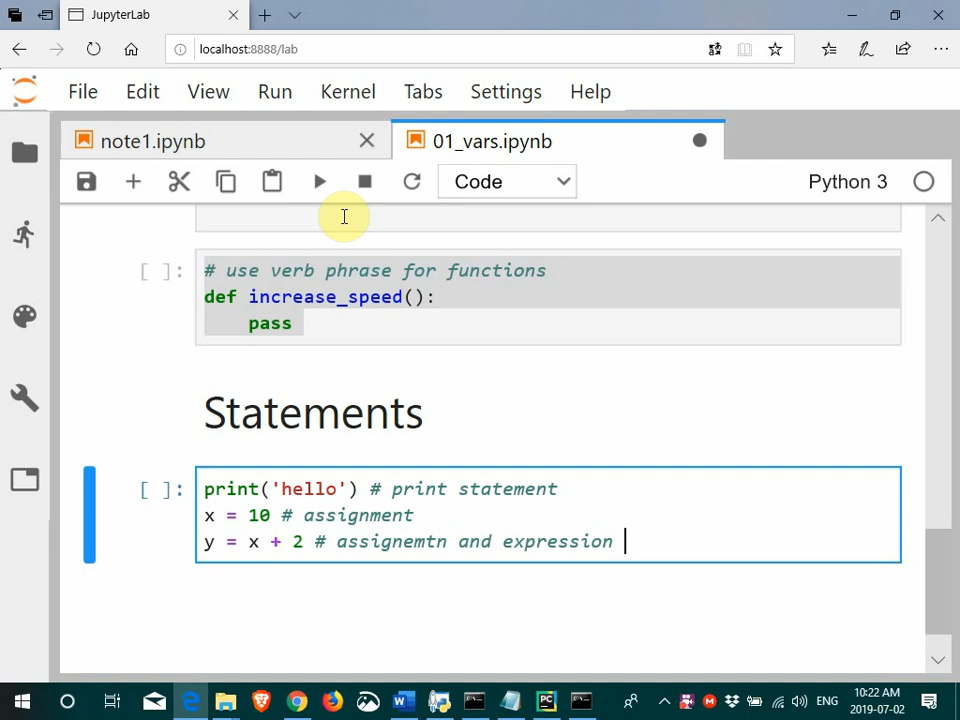 JupyterLab
localhost:8888/lab
File Edit View Run Kernel Tabs Settings Help
note1.ipynb 01_vars.ipynb
Code Python 3
[ ]: # use verb phrase for functions
def increase_speed():
pass
Statements
[ ]: print('hello') # print statement
x = 10 # assignment
y = x + 2 # assignemtn and expression
ENG
10:22 AM
2019-07-02